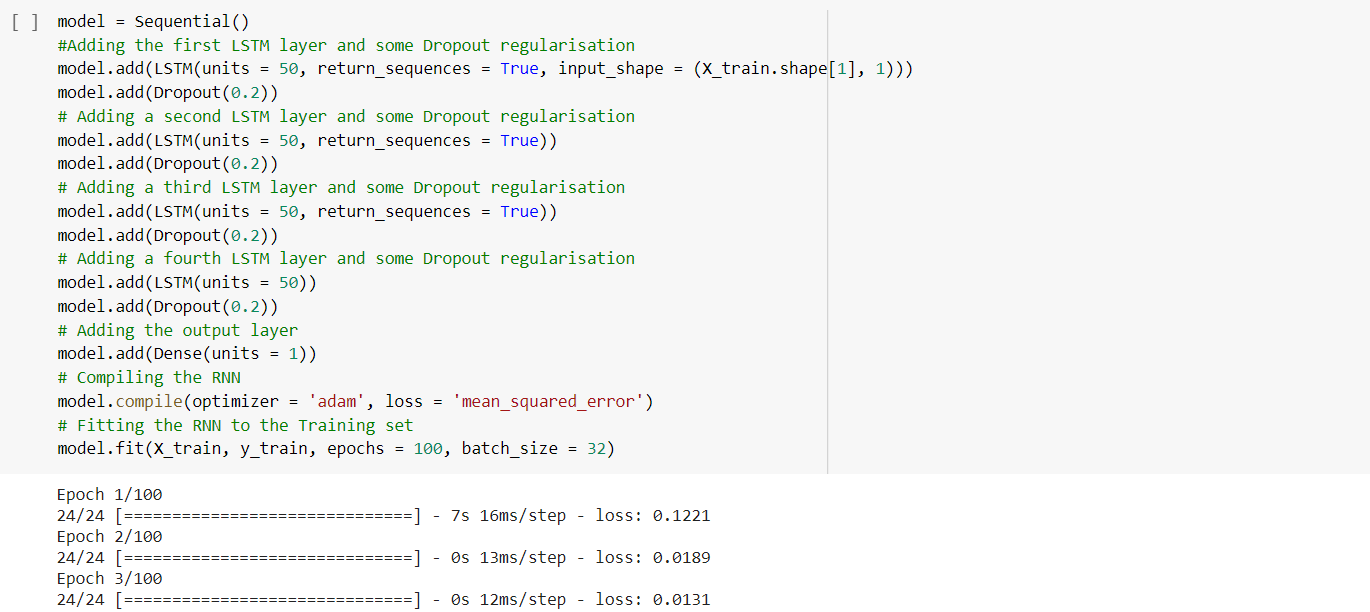 [ ] model = Sequential()
#Adding the first LSTM layer and some Dropout regularisation
model.add(LSTM(units = 50, return_sequences = True, input_shape = (X_train.shape[1], 1)))
model.add(Dropout(0.2))
# Adding a second LSTM layer and some Dropout regularisation
model.add(LSTM(units = 50, return_sequences = True))
model.add(Dropout(0.2))
# Adding a third LSTM layer and some Dropout regularisation
model.add(LSTM(units = 50, return_sequences = True))
model.add(Dropout(0.2))
# Adding a fourth LSTM layer and some Dropout regularisation
model.add(LSTM(units = 50))
model.add(Dropout(0.2))
# Adding the output layer
model.add(Dense(units = 1))
# Compiling the RNN
model.compile(optimizer = 'adam', loss = 'mean_squared_error')
# Fitting the RNN to the Training set
model.fit(X_train, y_train, epochs = 100, batch_size = 32)
Epoch 1/100
24/24 [==============================] - 7s 16ms/step - loss: 0.1221
Epoch 2/100
24/24 [==============================] - 0s 13ms/step - loss: 0.0189
Epoch 3/100
24/24 [==============================] - 0s 12ms/step - loss: 0.0131